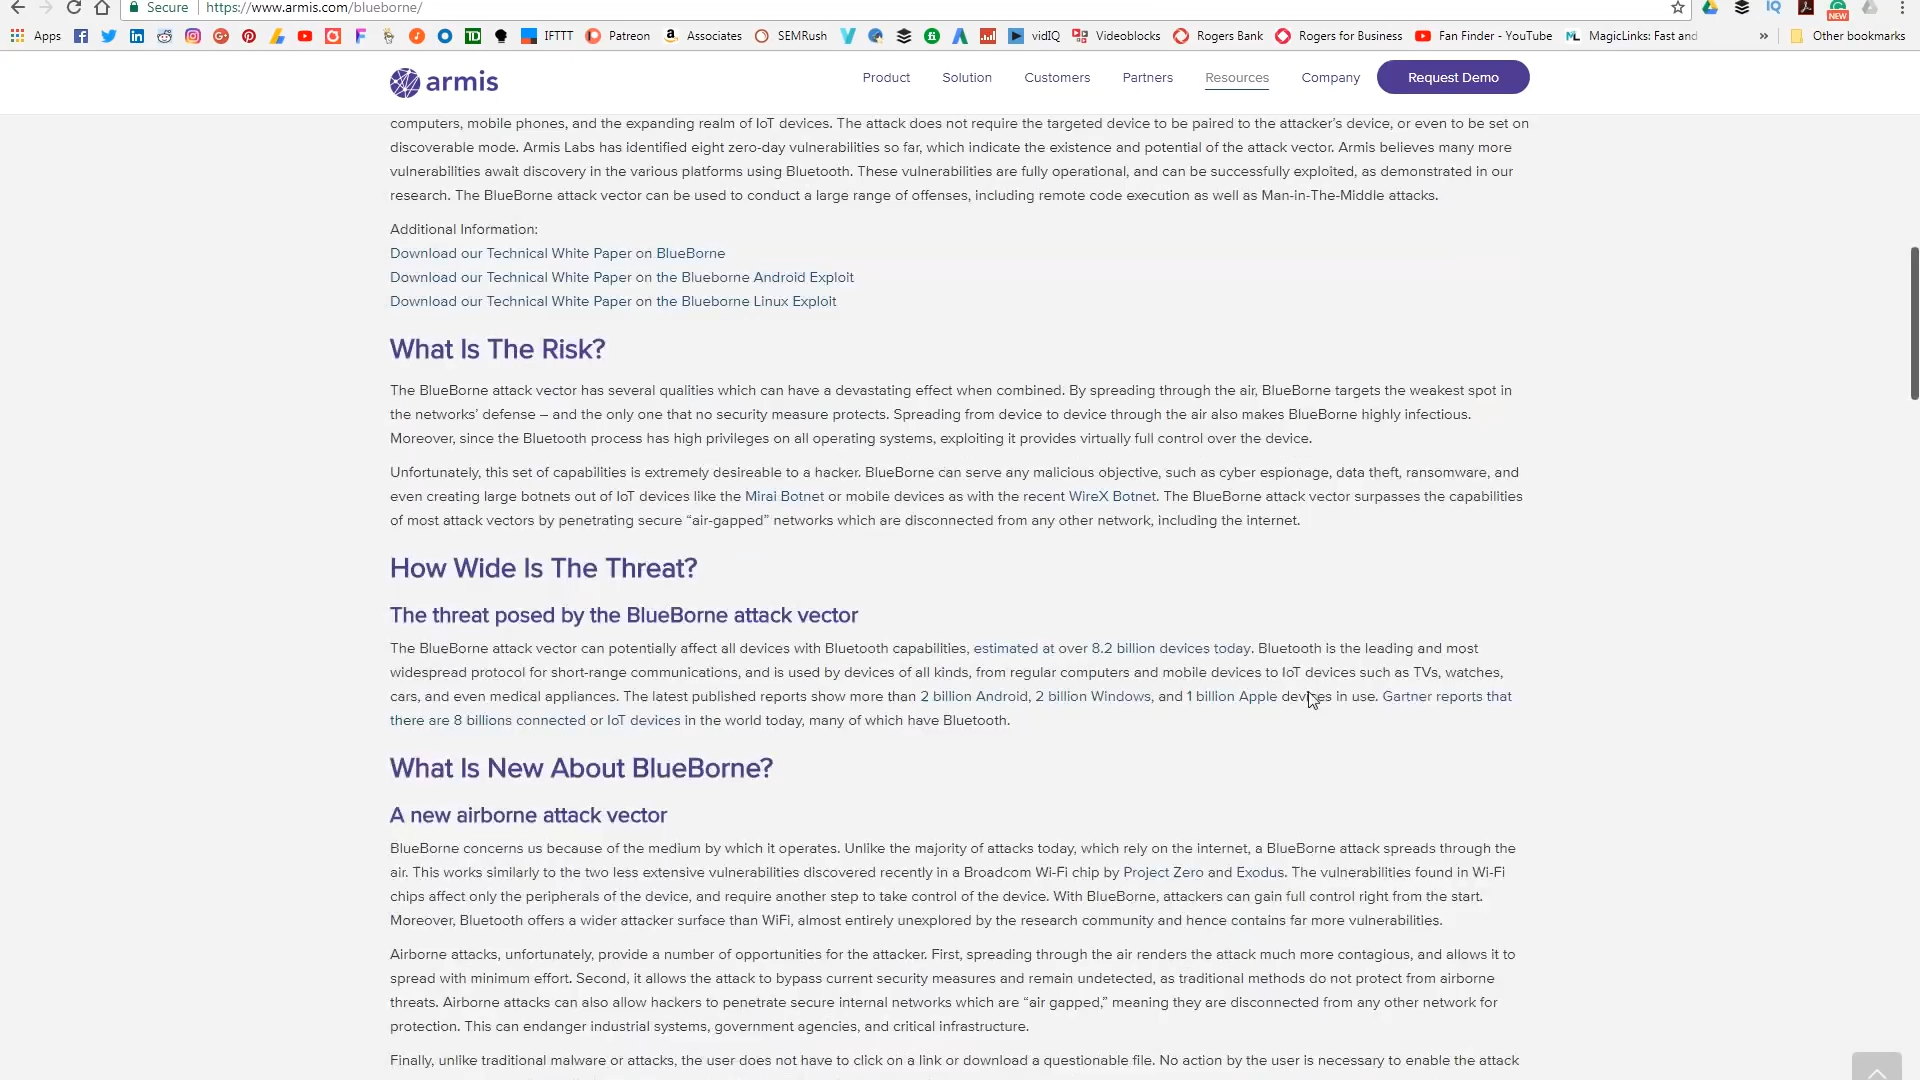 Secure | https://www.armis.com/blueborne/
NEW
Apps IFTTT Patreon Associates SEMRush vidIQ Videoblocks Rogers Bank Rogers for Business Fan Finder - YouTube MagicLinks: Fast and » Other bookmarks
armis Product Solution Customers Partners Resources Company Request Demo
computers, mobile phones, and the expanding realm of IoT devices. The attack does not require the targeted device to be paired to the attacker's device, or even to be set on
discoverable mode. Armis Labs has identified eight zero-day vulnerabilities so far, which indicate the existence and potential of the attack vector. Armis believes many more
vulnerabilities await discovery in the various platforms using Bluetooth. These vulnerabilities are fully operational, and can be successfully exploited, as demonstrated in our
research. The BlueBorne attack vector can be used to conduct a large range of offenses, including remote code execution as well as Man-in-The-Middle attacks.
Additional Information:
Download our Technical White Paper on BlueBorne
Download our Technical White Paper on the Blueborne Android Exploit
Download our Technical White Paper on the Blueborne Linux Exploit
What Is The Risk?
The BlueBorne attack vector has several qualities which can have a devastating effect when combined. By spreading through the air, BlueBorne targets the weakest spot in
the networks' defense – and the only one that no security measure protects. Spreading from device to device through the air also makes BlueBorne highly infectious.
Moreover, since the Bluetooth process has high privileges on all operating systems, exploiting it provides virtually full control over the device.
Unfortunately, this set of capabilities is extremely desireable to a hacker. BlueBorne can serve any malicious objective, such as cyber espionage, data theft, ransomware, and
even creating large botnets out of IoT devices like the Mirai Botnet or mobile devices as with the recent WireX Botnet. The BlueBorne attack vector surpasses the capabilities
of most attack vectors by penetrating secure “air-gapped” networks which are disconnected from any other network, including the internet.
How Wide Is The Threat?
The threat posed by the BlueBorne attack vector
The BlueBorne attack vector can potentially affect all devices with Bluetooth capabilities, estimated at over 8.2 billion devices today. Bluetooth is the leading and most
widespread protocol for short-range communications, and is used by devices of all kinds, from regular computers and mobile devices to IoT devices such as TVs, watches,
cars, and even medical appliances. The latest published reports show more than 2 billion Android, 2 billion Windows, and 1 billion Apple devices in use. Gartner reports that
there are 8 billions connected or IoT devices in the world today, many of which have Bluetooth.
What Is New About BlueBorne?
A new airborne attack vector
BlueBorne concerns us because of the medium by which it operates. Unlike the majority of attacks today, which rely on the internet, a BlueBorne attack spreads through the
air. This works similarly to the two less extensive vulnerabilities discovered recently in a Broadcom Wi-Fi chip by Project Zero and Exodus. The vulnerabilities found in Wi-Fi
chips affect only the peripherals of the device, and require another step to take control of the device. With BlueBorne, attackers can gain full control right from the start.
Moreover, Bluetooth offers a wider attacker surface than WiFi, almost entirely unexplored by the research community and hence contains far more vulnerabilities.
Airborne attacks, unfortunately, provide a number of opportunities for the attacker. First, spreading through the air renders the attack much more contagious, and allows it to
spread with minimum effort. Second, it allows the attack to bypass current security measures and remain undetected, as traditional methods do not protect from airborne
threats. Airborne attacks can also allow hackers to penetrate secure internal networks which are “air gapped,” meaning they are disconnected from any other network for
protection. This can endanger industrial systems, government agencies, and critical infrastructure.
Finally, unlike traditional malware or attacks, the user does not have to click on a link or download a questionable file. No action by the user is necessary to enable the attack